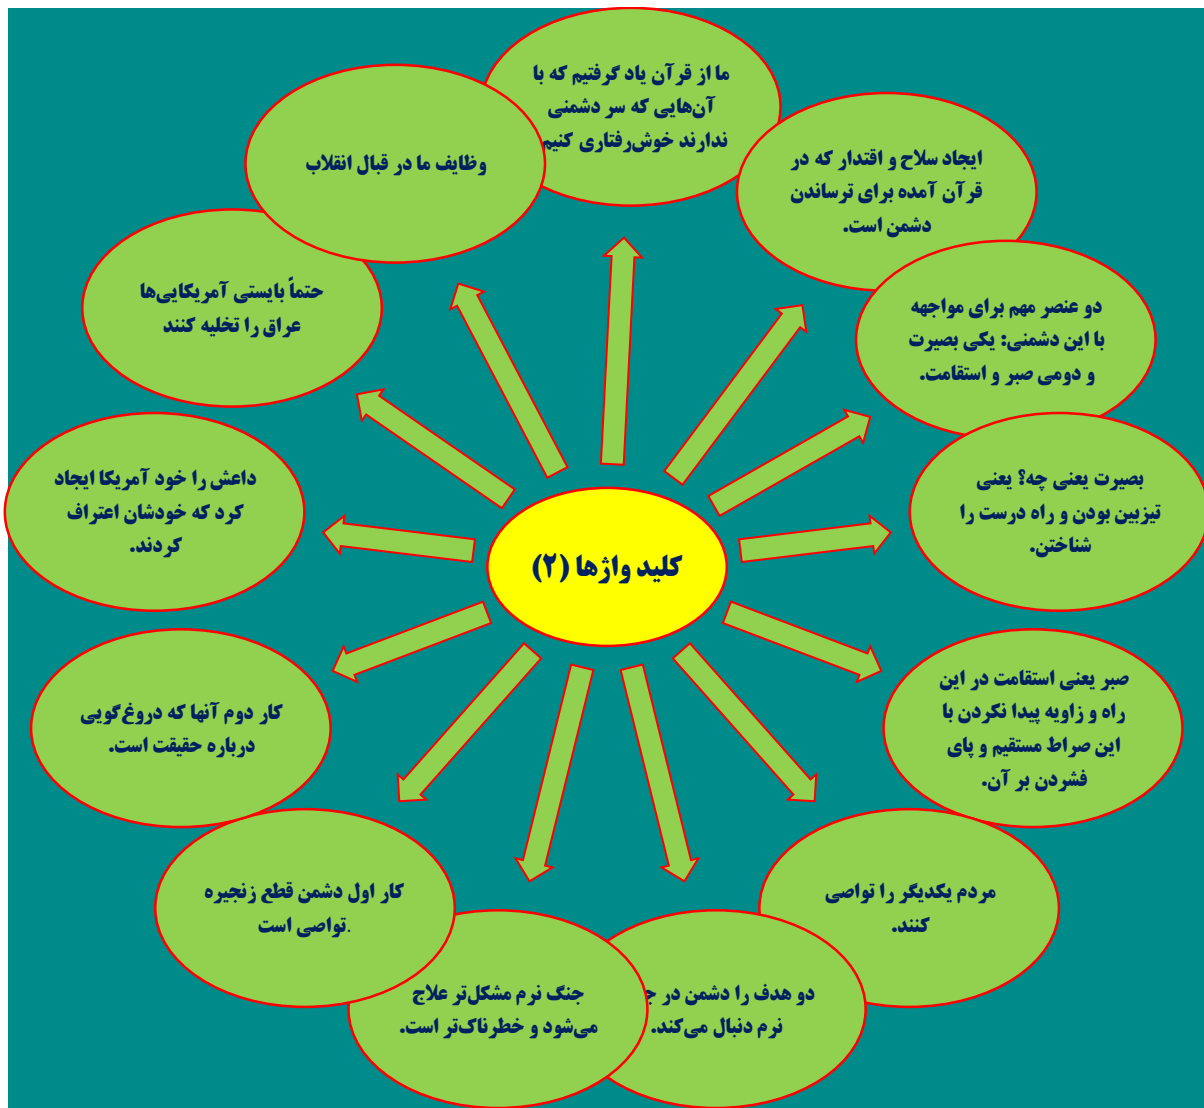 ما از قرآن یاد گرفتیم که با
آن‌هایی که سر دشمنی
ندارند خوش‌رفتاری کنیم
ایجاد سلاح و اقتدار که در
قرآن آمده برای ترساندن
دشمن است.
دو عنصر مهم برای مواجهه
با این دشمنی: یکی بصیرت
و دومی صبر و استقامت.
بصیرت یعنی چه؟ یعنی
تیزبین بودن و راه درست را
شناختن.
صبر یعنی استقامت در این
راه و زاویه پیدا نکردن با
این صراط مستقیم و پای
فشردن بر آن.
مردم یکدیگر را تواصی
کنند.
دو هدف را دشمن در
نرم دنبال می‌کند.
جنگ نرم مشکل‌تر علاج
می‌شود و خطرناک‌تر است.
کار اول دشمن قطع زنجیره
تواصی است.
کار دوم آنها که دروغ‌گویی
درباره حقیقت است.
داعش را خود آمریکا ایجاد
کرد که خودشان اعتراف
کردند.
حتماً بایستی آمریکایی‌ها
عراق را تخلیه کنند
وظایف ما در قبال انقلاب
کلید واژها (۲)